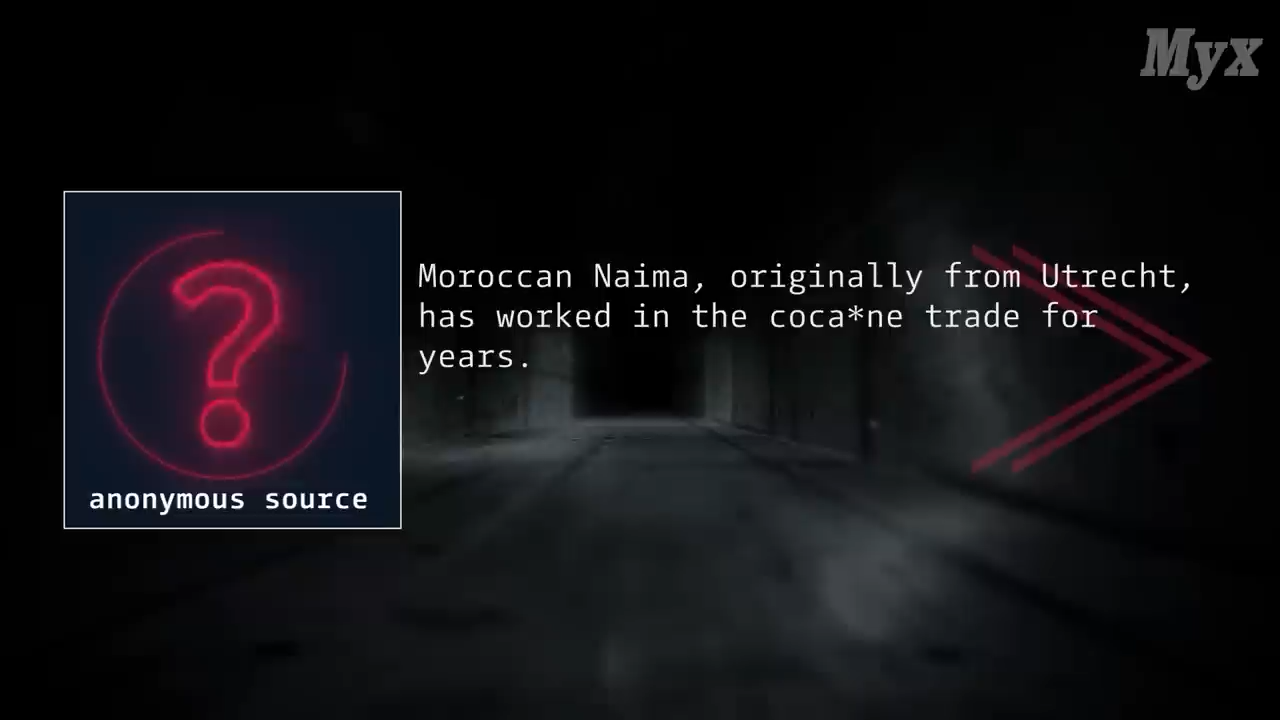 Myx
Moroccan Naima, originally from Utrecht,
has worked in the coca*ne trade for
years.
anonymous source